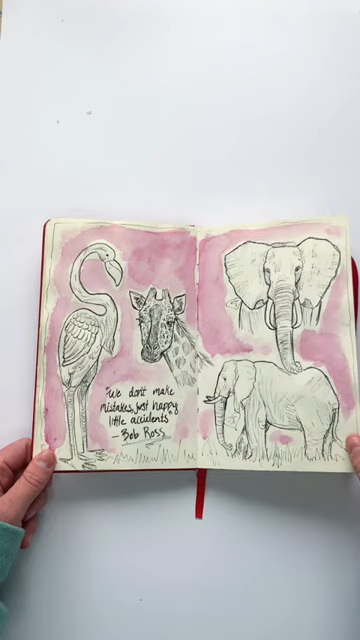 "We don't make
mistakes, just happy
little accidents"
– Bob Ross